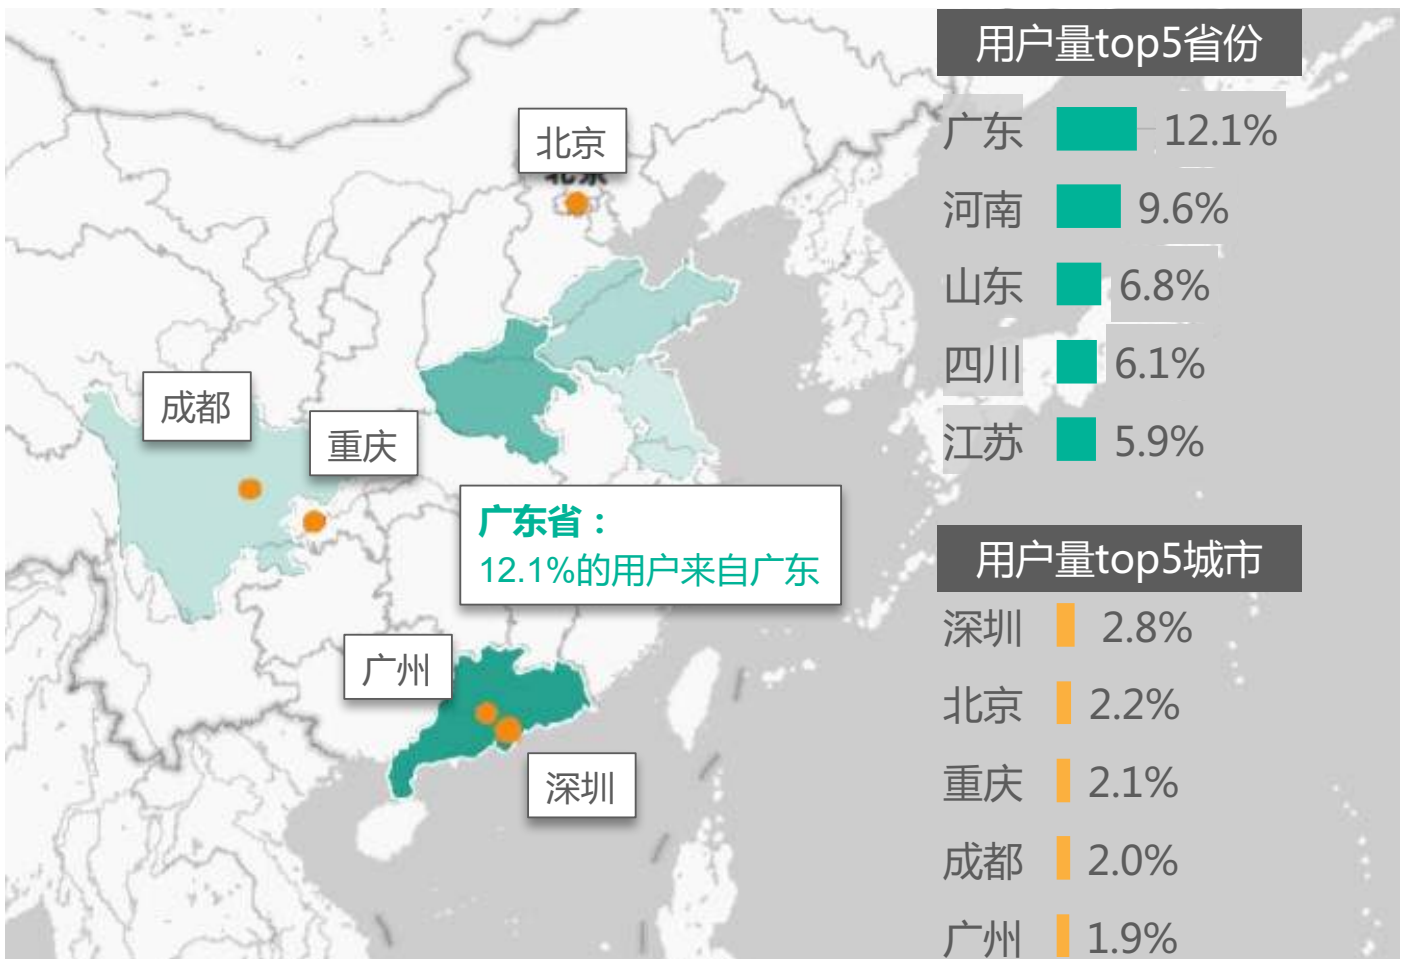 北京
北京
成都
重庆
广东省：
12.1%的用户来自广东
广州
深圳
用户量top5省份
广东 12.1%
河南 9.6%
山东 6.8%
四川 6.1%
江苏 5.9%
用户量top5城市
深圳 2.8%
北京 2.2%
重庆 2.1%
成都 2.0%
广州 1.9%